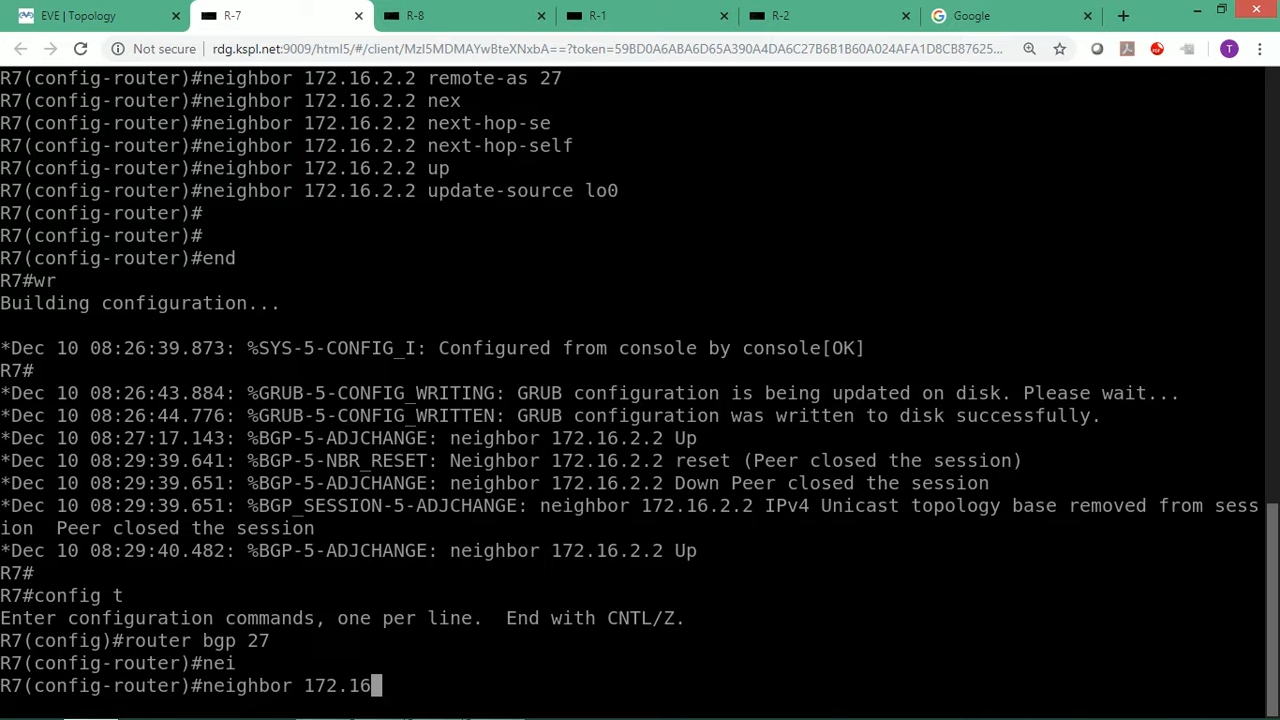 EVE | Topology
R-7
R-8
R-1
R-2
Google
Not secure
rdg.kspl.net:9009/html5/#/client/MzI5MDMAYwBteXNxbA==?token=59BD0A6ABA6D65A390A4DA6C27B6B1B60A024AFA1D8CB87625...
T
R7(config-router)#neighbor 172.16.2.2 remote-as 27
R7(config-router)#neighbor 172.16.2.2 nex
R7(config-router)#neighbor 172.16.2.2 next-hop-se
R7(config-router)#neighbor 172.16.2.2 next-hop-self
R7(config-router)#neighbor 172.16.2.2 up
R7(config-router)#neighbor 172.16.2.2 update-source lo0
R7(config-router)#
R7(config-router)#
R7(config-router)#end
R7#wr
Building configuration...
*Dec 10 08:26:39.873: %SYS-5-CONFIG_I: Configured from console by console[OK]
R7#
*Dec 10 08:26:43.884: %GRUB-5-CONFIG_WRITING: GRUB configuration is being updated on disk. Please wait...
*Dec 10 08:26:44.776: %GRUB-5-CONFIG_WRITTEN: GRUB configuration was written to disk successfully.
*Dec 10 08:27:17.143: %BGP-5-ADJCHANGE: neighbor 172.16.2.2 Up
*Dec 10 08:29:39.641: %BGP-5-NBR_RESET: Neighbor 172.16.2.2 reset (Peer closed the session)
*Dec 10 08:29:39.651: %BGP-5-ADJCHANGE: neighbor 172.16.2.2 Down Peer closed the session
*Dec 10 08:29:39.651: %BGP_SESSION-5-ADJCHANGE: neighbor 172.16.2.2 IPv4 Unicast topology base removed from sess
ion  Peer closed the session
*Dec 10 08:29:40.482: %BGP-5-ADJCHANGE: neighbor 172.16.2.2 Up
R7#
R7#config t
Enter configuration commands, one per line.  End with CNTL/Z.
R7(config)#router bgp 27
R7(config-router)#nei
R7(config-router)#neighbor 172.16